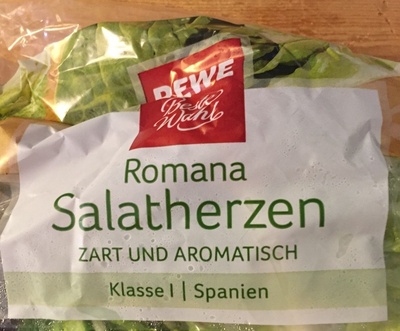 REWE
Beste
Wahl
Romana
Salatherzen
ZART UND AROMATISCH
Klasse I | Spanien